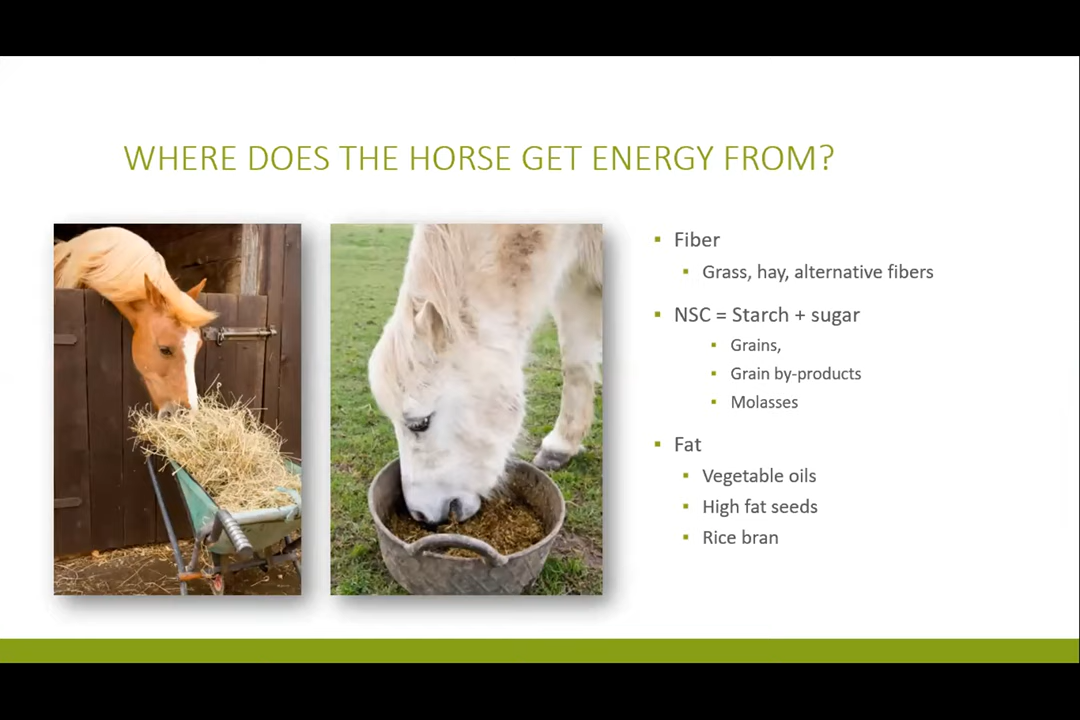 WHERE DOES THE HORSE GET ENERGY FROM?
Fiber
Grass, hay, alternative fibers
NSC = Starch + sugar
Grains,
Grain by-products
Molasses
Fat
Vegetable oils
High fat seeds
Rice bran